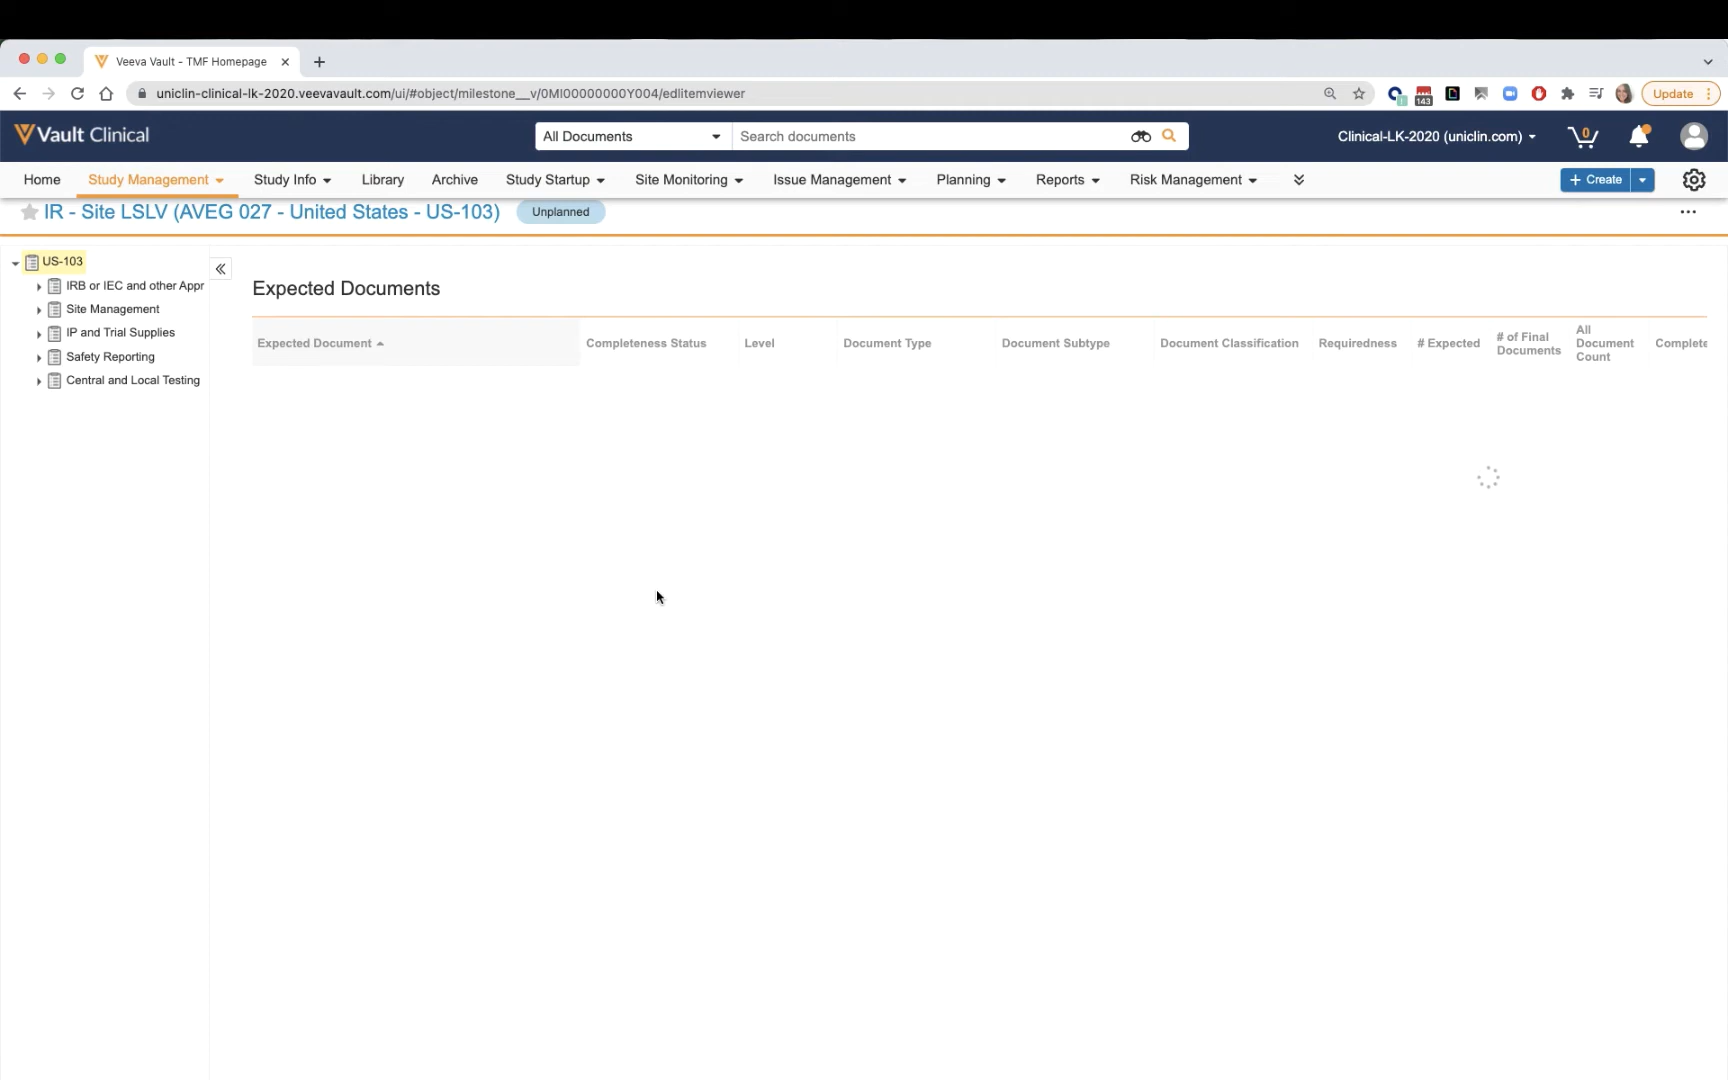 Veeva Vault - TMF Homepage
uniclin-clinical-lk-2020.veevavault.com/ui/#object/milestone__v/0MI00000000Y004/edlitemviewer
143
Update
Vault Clinical
All Documents
Search documents
Clinical-LK-2020 (uniclin.com)
0
Home
Study Management
Study Info
Library
Archive
Study Startup
Site Monitoring
Issue Management
Planning
Reports
Risk Management
+ Create
IR - Site LSLV (AVEG 027 - United States - US-103)
Unplanned
US-103
IRB or IEC and other Appr
Site Management
IP and Trial Supplies
Safety Reporting
Central and Local Testing
Expected Documents
Expected Document
Completeness Status
Level
Document Type
Document Subtype
Document Classification
Requiredness
# Expected
# of Final
Documents
All
Document
Count
Complete